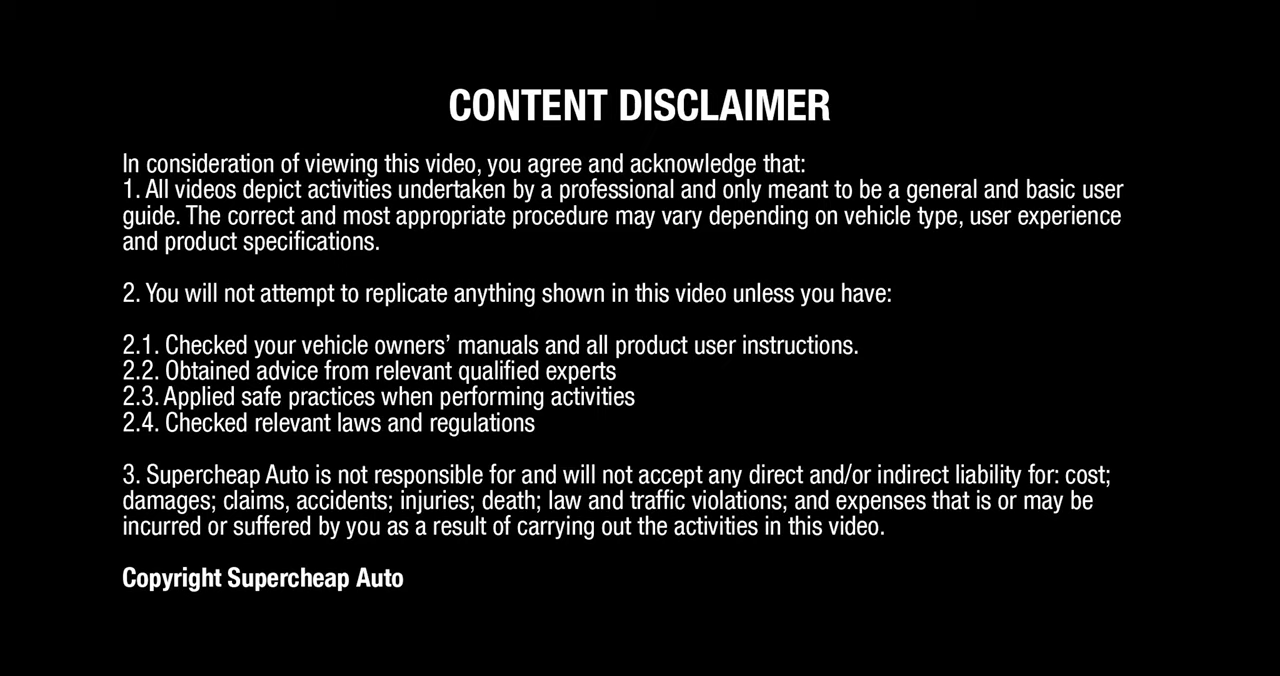 CONTENT DISCLAIMER
In consideration of viewing this video, you agree and acknowledge that:
1. All videos depict activities undertaken by a professional and only meant to be a general and basic user
guide. The correct and most appropriate procedure may vary depending on vehicle type, user experience
and product specifications.
2. You will not attempt to replicate anything shown in this video unless you have:
2.1. Checked your vehicle owners’ manuals and all product user instructions.
2.2. Obtained advice from relevant qualified experts
2.3. Applied safe practices when performing activities
2.4. Checked relevant laws and regulations
3. Supercheap Auto is not responsible for and will not accept any direct and/or indirect liability for: cost;
damages; claims, accidents; injuries; death; law and traffic violations; and expenses that is or may be
incurred or suffered by you as a result of carrying out the activities in this video.
Copyright Supercheap Auto